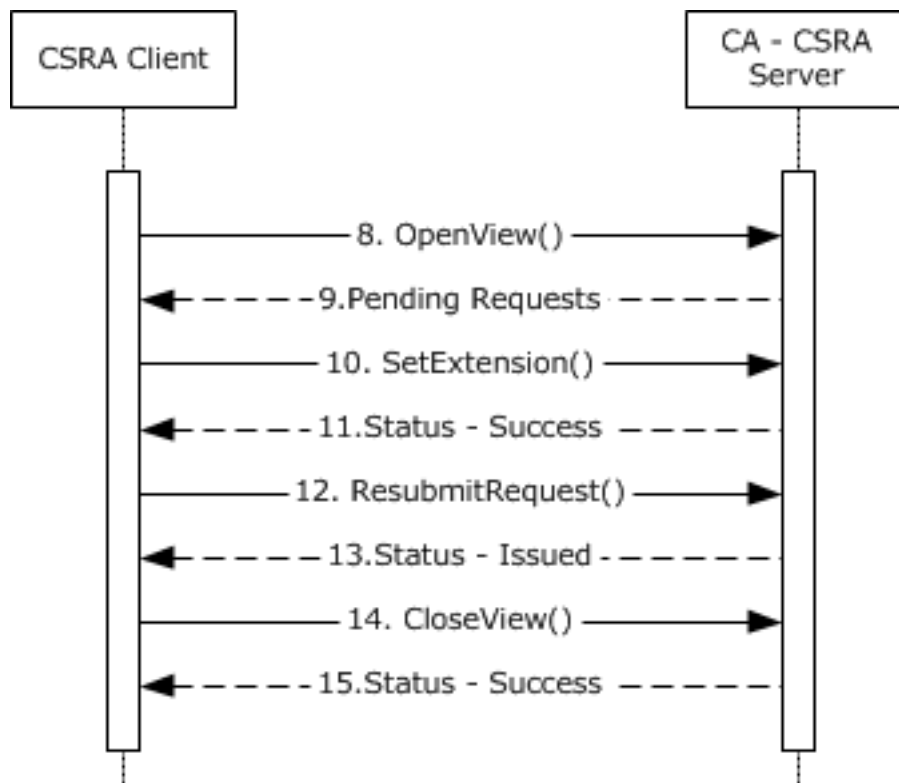 CSRA Client
CA - CSRA
Server
8. OpenView()
9.Pending Requests
10. SetExtension()
11.Status - Success
12. ResubmitRequest()
13.Status - Issued
14. CloseView()
15.Status - Success